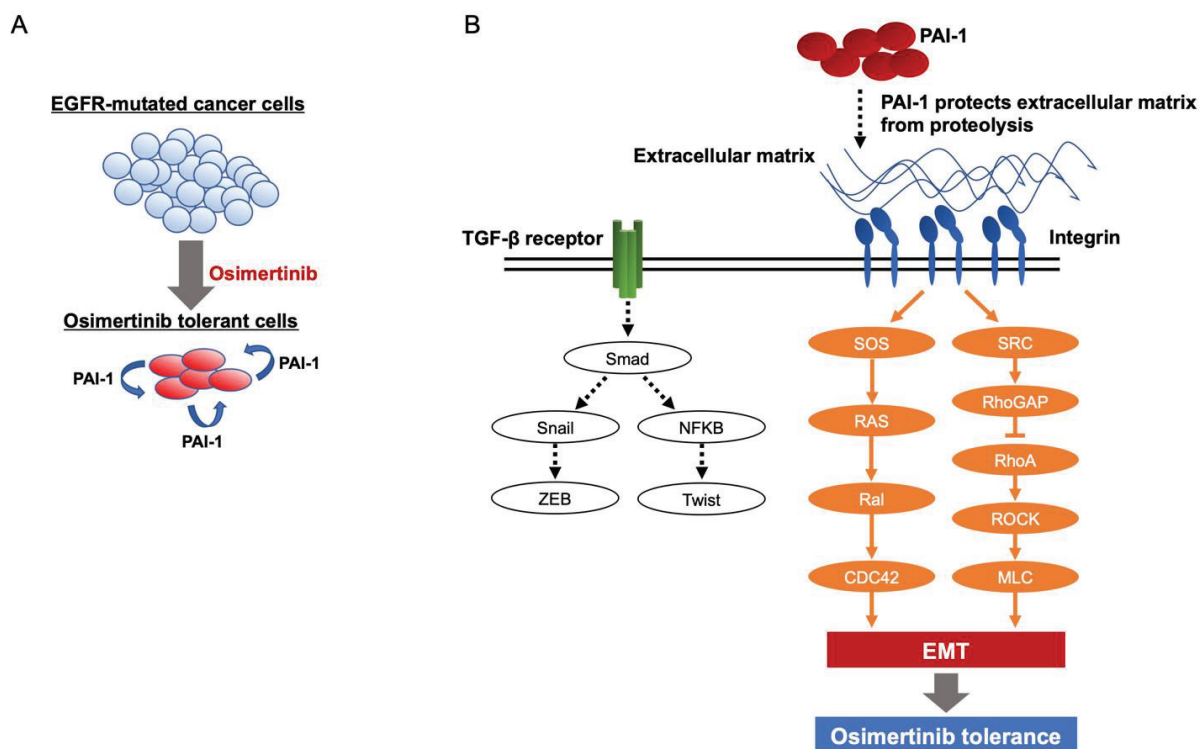 A
EGFR-mutated cancer cells
Osimertinib
Osimertinib tolerant cells
PAI-1
PAI-1
PAI-1
B
PAI-1
PAI-1 protects extracellular matrix
from proteolysis
Extracellular matrix
TGF-β receptor
Integrin
Smad
Snail
NFKB
ZEB
Twist
SOS
RAS
Ral
CDC42
SRC
RhoGAP
RhoA
ROCK
MLC
EMT
Osimertinib tolerance